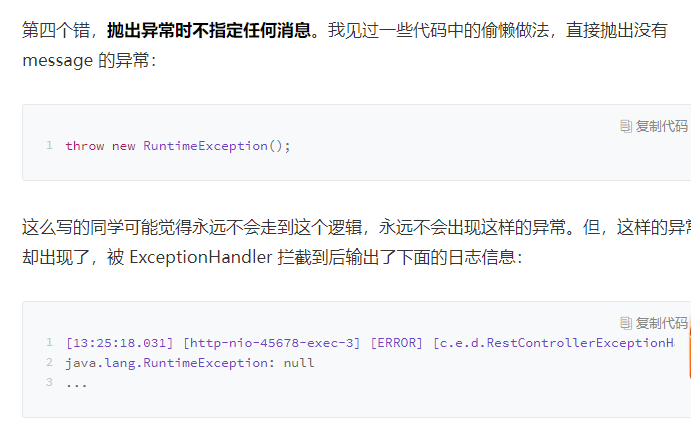 第四个错，抛出异常时不指定任何消息。我见过一些代码中的偷懒做法，直接抛出没有
message 的异常：
复制代码
1 throw new RuntimeException();
这么写的同学可能觉得永远不会走到这个逻辑，永远不会出现这样的异常。但，这样的异常
却出现了，被 ExceptionHandler 拦截到后输出了下面的日志信息：
复制代码
1 [13:25:18.031] [http-nio-45678-exec-3] [ERROR] [c.e.d.RestControllerExceptionHa
2 java.lang.RuntimeException: null
3 ...